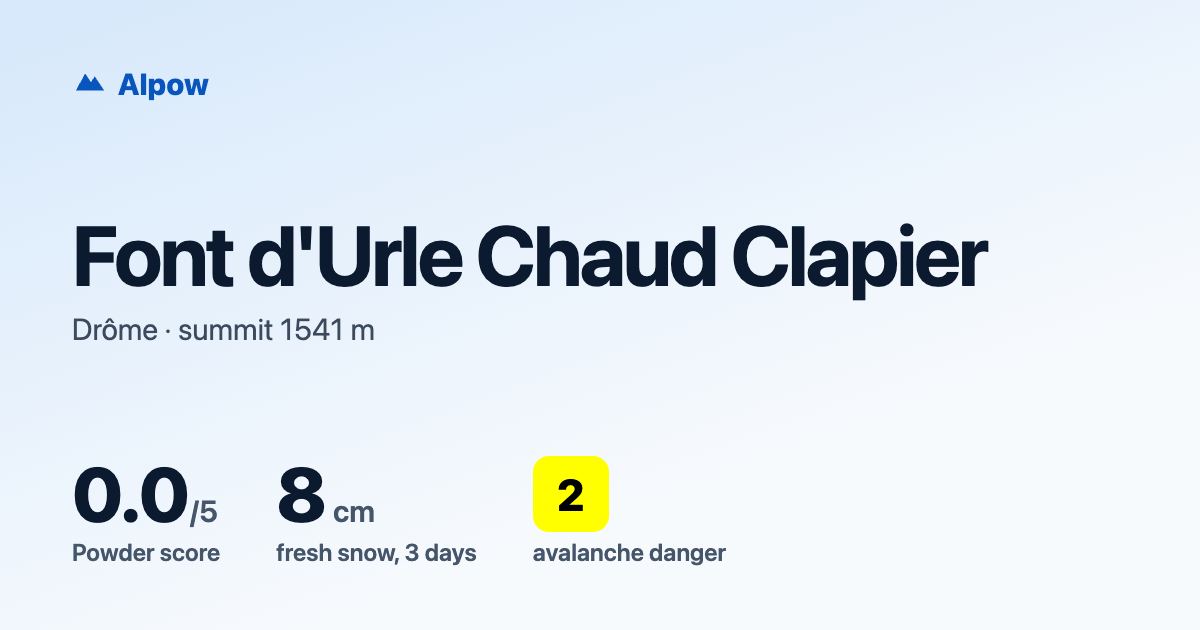 Alpow
Font d'Urle Chaud Clapier
Drôme · summit 1541 m
0.0/5 8 cm 2
Powder score fresh snow, 3 days avalanche danger